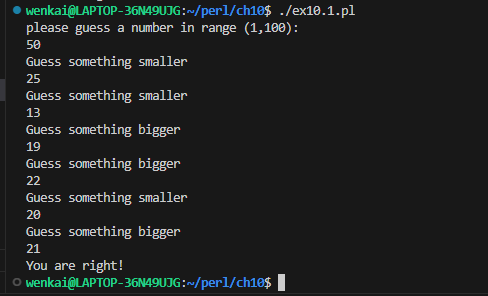 wenkai@LAPTOP-36N49UJG:~/perl/ch10$ ./ex10.1.pl
please guess a number in range (1,100):
50
Guess something smaller
25
Guess something smaller
13
Guess something bigger
19
Guess something bigger
22
Guess something smaller
20
Guess something bigger
21
You are right!
wenkai@LAPTOP-36N49UJG:~/perl/ch10$